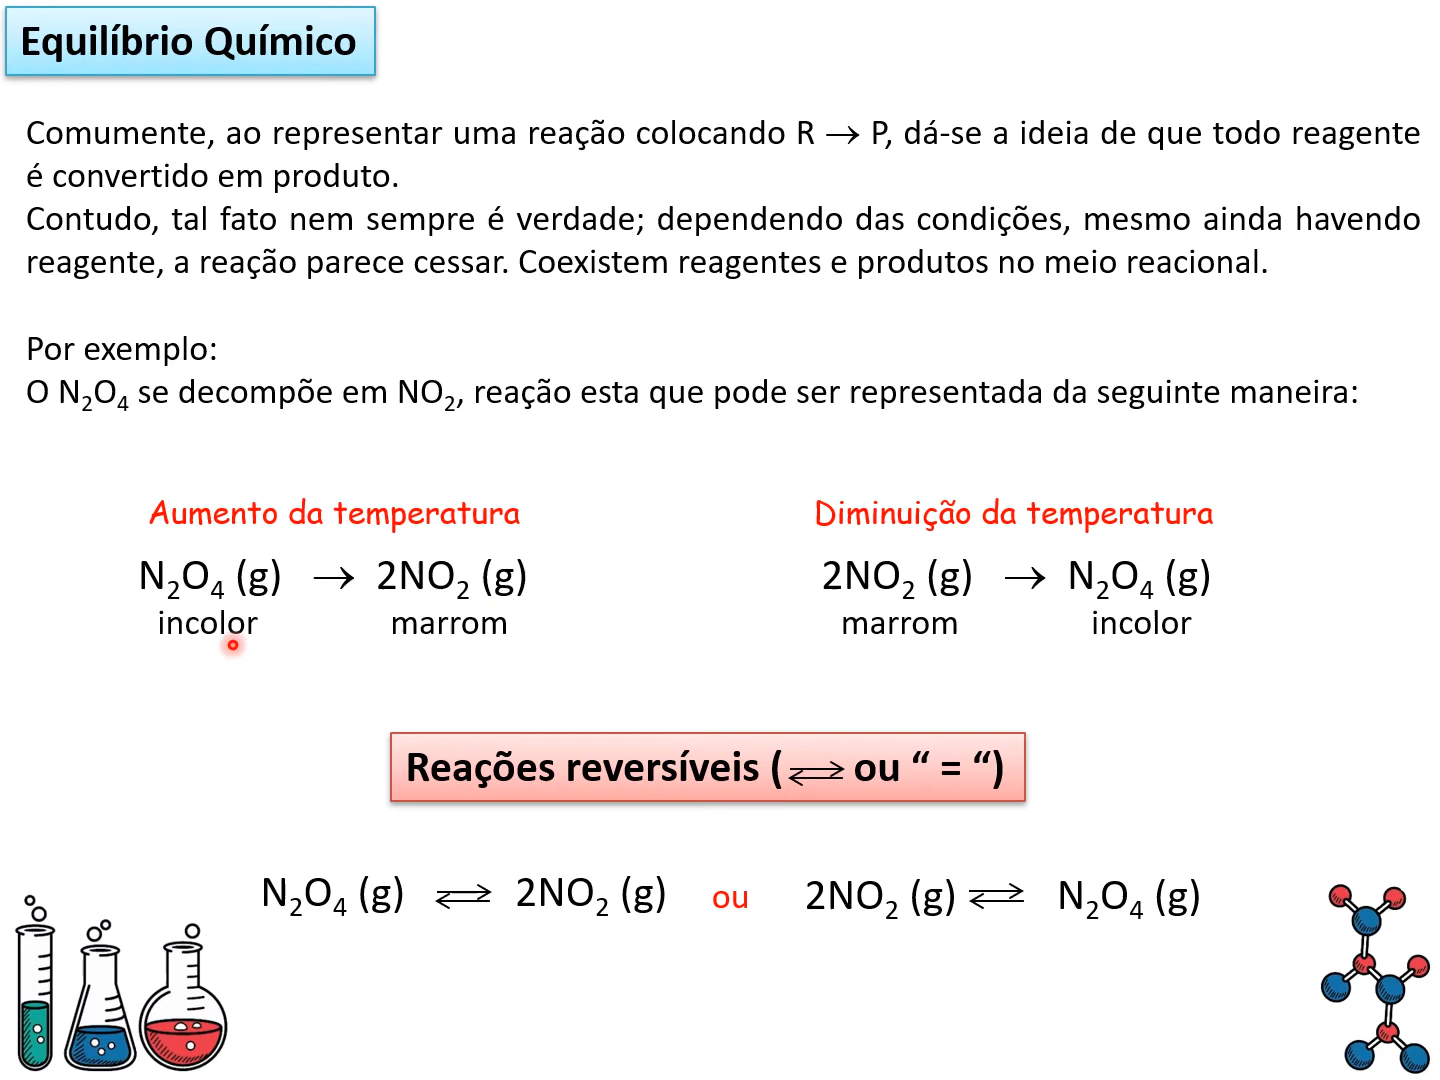 Equilíbrio Químico
Comumente, ao representar uma reação colocando R → P, dá-se a ideia de que todo reagente
é convertido em produto.
Contudo, tal fato nem sempre é verdade; dependendo das condições, mesmo ainda havendo
reagente, a reação parece cessar. Coexistem reagentes e produtos no meio reacional.
Por exemplo:
O N₂O₄ se decompõe em NO₂, reação esta que pode ser representada da seguinte maneira:
Aumento da temperatura
N₂O₄ (g) → 2NO₂ (g)
incolor marrom
Diminuição da temperatura
2NO₂ (g) → N₂O₄ (g)
marrom incolor
Reações reversíveis (⇌ ou “ = “)
N₂O₄ (g) ⇌ 2NO₂ (g) ou 2NO₂ (g) ⇌ N₂O₄ (g)